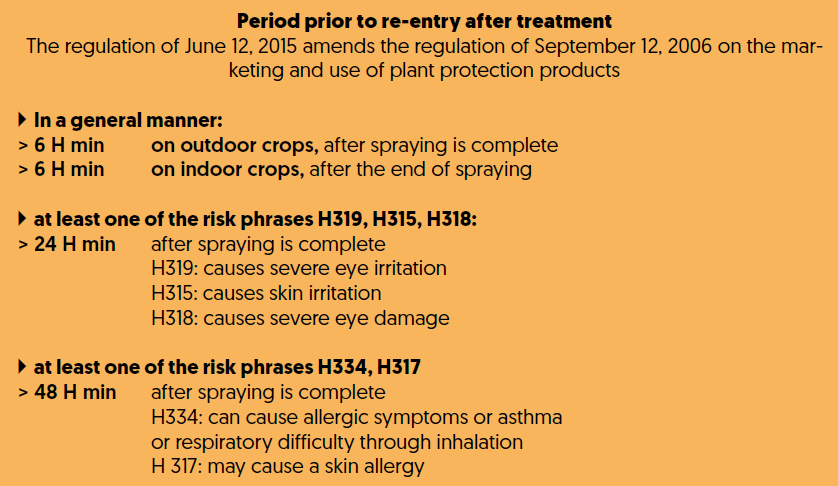 Period prior to re-entry after treatment
The regulation of June 12, 2015 amends the regulation of September 12, 2006 on the mar-
keting and use of plant protection products
In a general manner:
> 6 H min on outdoor crops, after spraying is complete
> 6 H min on indoor crops, after the end of spraying
at least one of the risk phrases H319, H315, H318:
> 24 H min after spraying is complete
H319: causes severe eye irritation
H315: causes skin irritation
H318: causes severe eye damage
at least one of the risk phrases H334, H317
> 48 H min after spraying is complete
H334: can cause allergic symptoms or asthma
or respiratory difficulty through inhalation
H 317: may cause a skin allergy